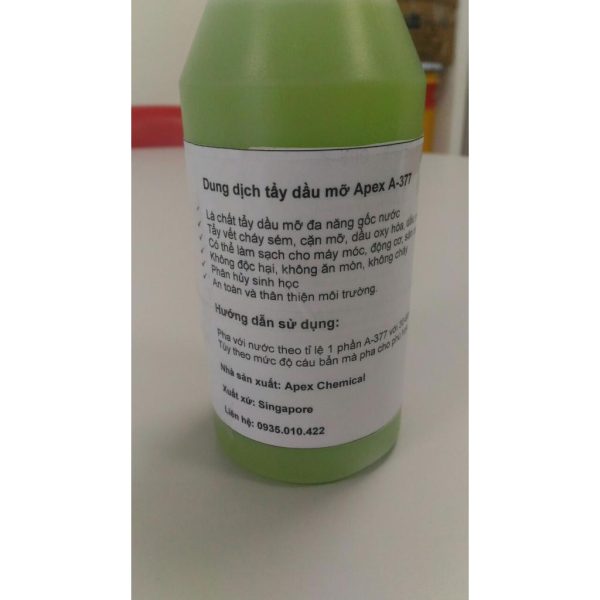 Dung dịch tẩy dầu mỡ Apex A-377
✓ Là chất tẩy dầu mỡ đa năng gốc nước
✓ Tẩy vết cháy sém, cặn mỡ, dầu oxy hóa,
✓ Có thể làm sạch cho máy móc, động cơ,
✓ Không độc hại, không ăn mòn, không cháy
✓ Phân hủy sinh học
✓ An toàn và thân thiện môi trường.
Hướng dẫn sử dụng:
Pha với nước theo tỉ lệ 1 phần A-377 với
Tùy theo mức độ cáu bẩn mà pha cho phù
Nhà sản xuất: Apex Chemical
Xuất xứ: Singapore
Liên hệ: 0935.010.422